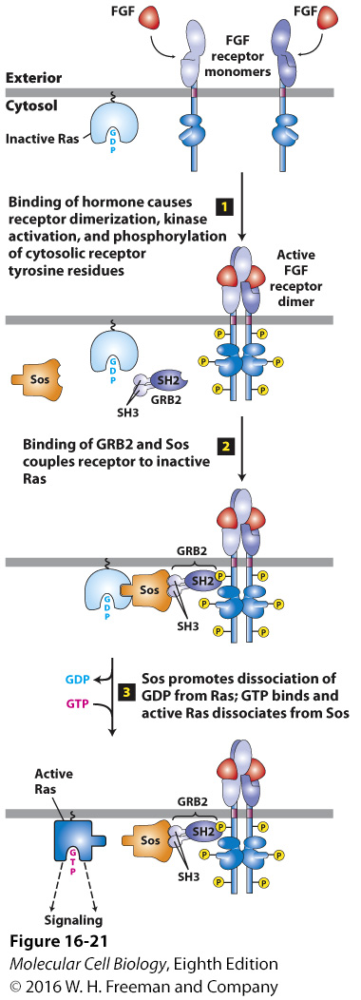 FGF
FGF
FGF
receptor
monomers
Exterior
Cytosol
Inactive Ras
G
D
P
Binding of hormone causes
receptor dimerization, kinase
activation, and phosphorylation
of cytosolic receptor
tyrosine residues
1
Active
FGF
receptor
dimer
P
P
P
P
P
P
G
D
P
Sos
SH2
SH3
GRB2
Binding of GRB2 and Sos
couples receptor to inactive
Ras
2
GRB2
G
D
P
Sos
SH2
SH3
P
P
P
P
P
P
GDP
GTP
3
Sos promotes dissociation of
GDP from Ras; GTP binds and
active Ras dissociates from Sos
Active
Ras
GRB2
G
T
P
Sos
SH2
SH3
P
P
P
P
P
P
Signaling
Figure 16-21
Molecular Cell Biology, Eighth Edition
© 2016 W. H. Freeman and Company